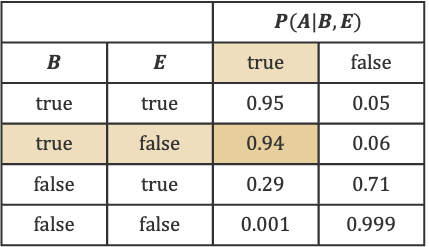 P(A|B, E)
B E true false
true true 0.95 0.05
true false 0.94 0.06
false true 0.29 0.71
false false 0.001 0.999